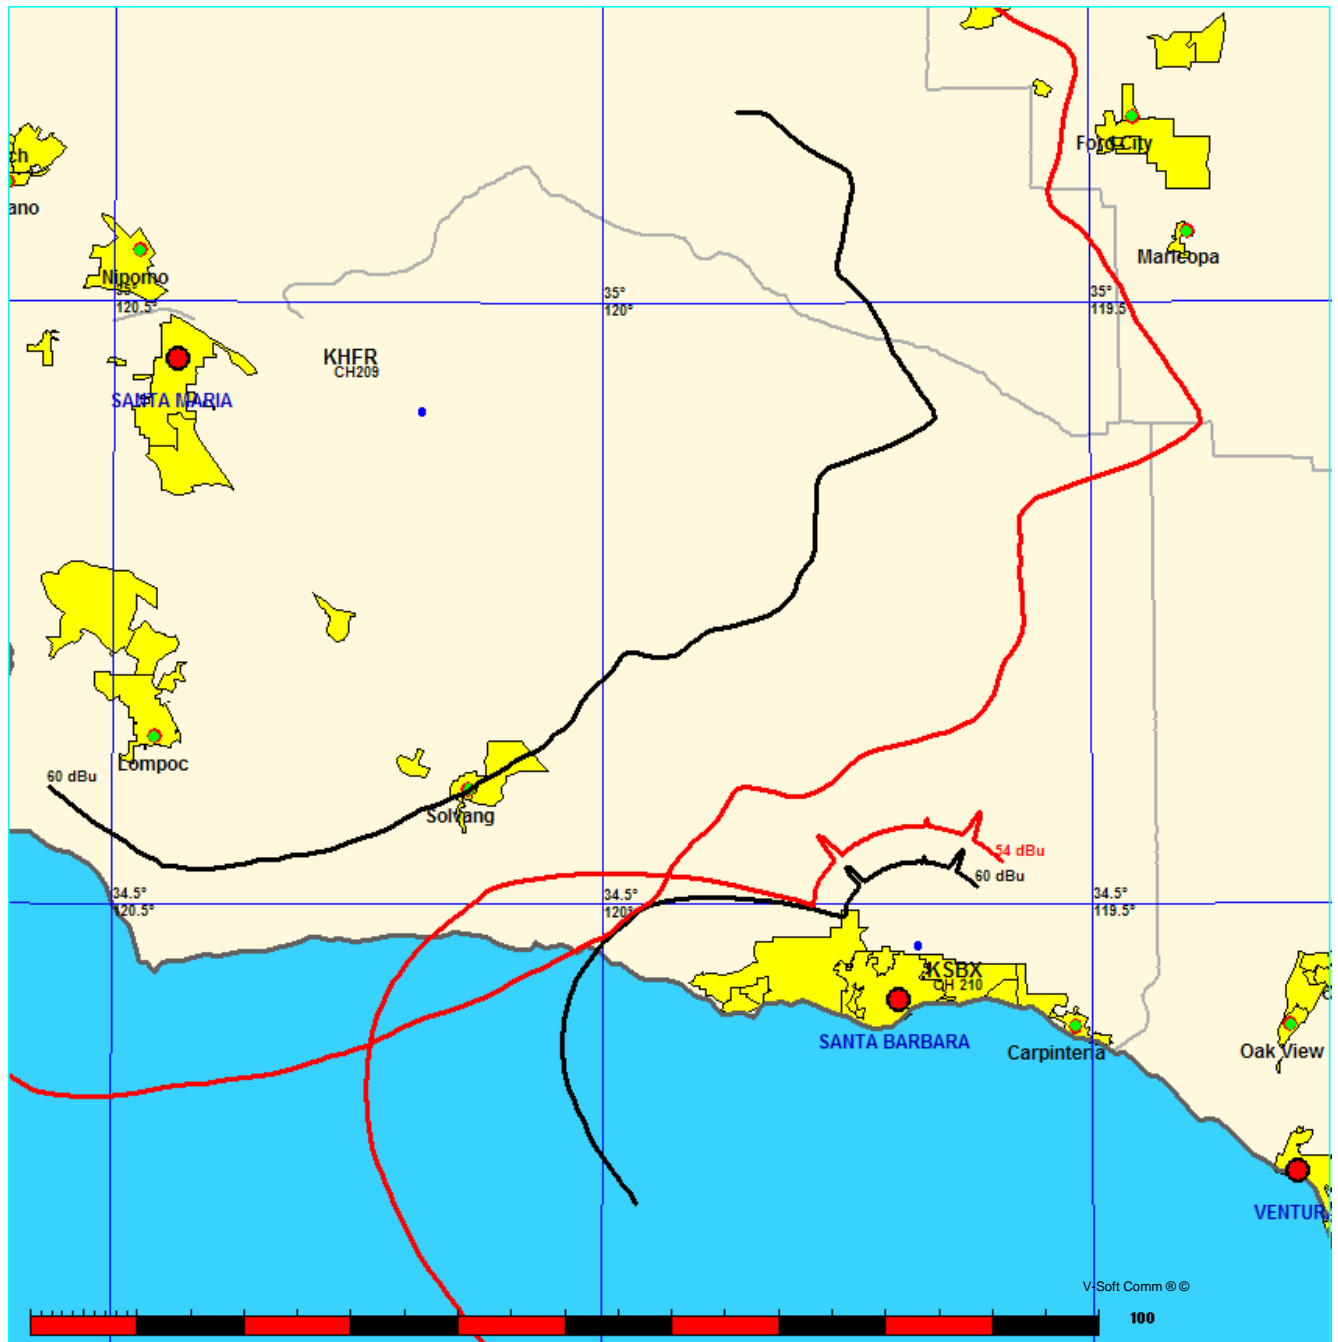 ch
ano
Ford City
Maricopa
Nipomo
35°
120.5°
35°
120°
35°
119.5
KHFR
CH209
SANTA MARIA
60 dBu
Lompoc
Solvang
54 dBu
60 dBu
34.5°
120.5°
34.5°
120°
34.5°
119.5°
KSBX
CH 210
SANTA BARBARA
Carpinteria
Oak View
VENTUR
V-Soft Comm ® ©
100